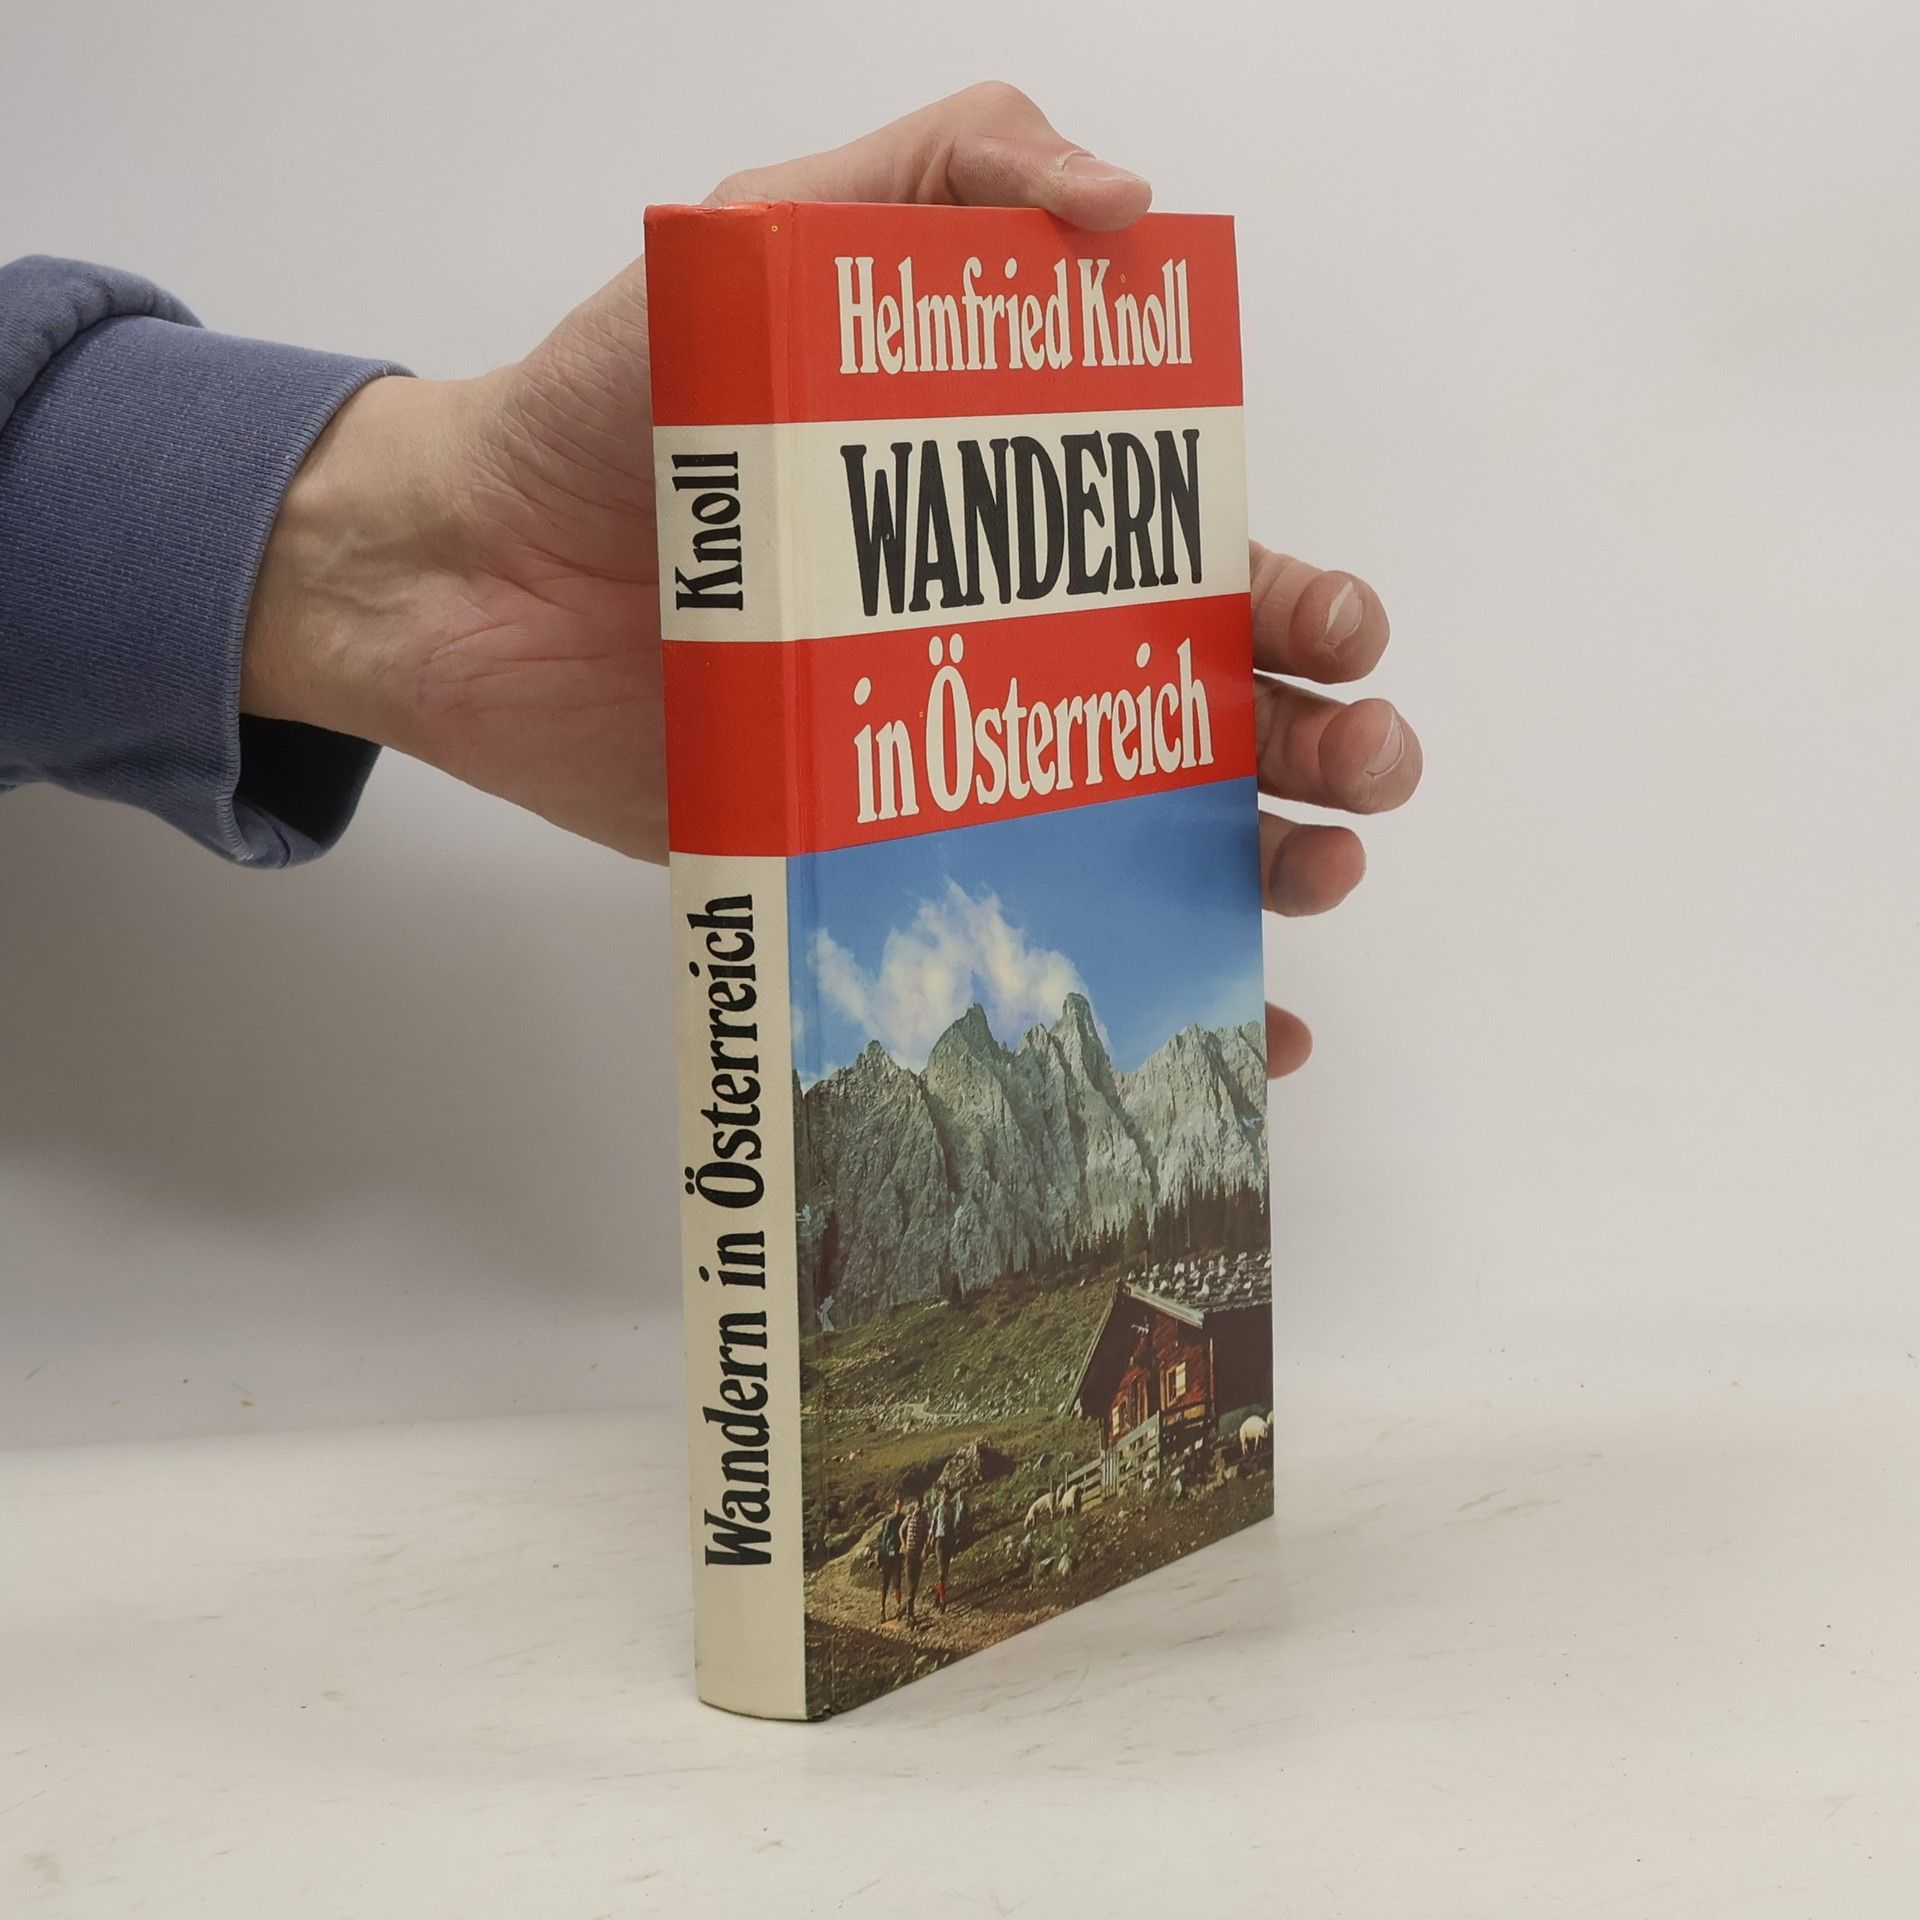 Helmfried Knoll
WANDERN
in Österreich
Knoll
Wandern in Österreich